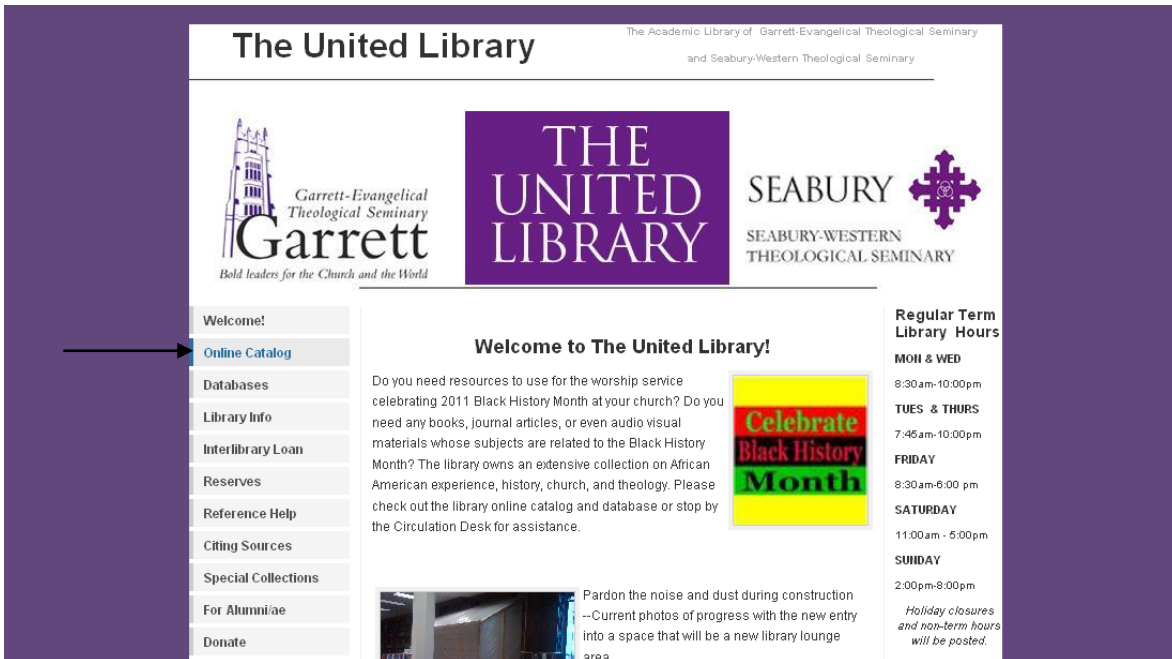 The United Library
The Academic Library of Garrett-Evangelical Theological Seminary
and Seabury-Western Theological Seminary
Garrett-Evangelical
Theological Seminary
Garrett
Bold leaders for the Church and the World
THE
UNITED
LIBRARY
SEABURY
SEABURY-WESTERN
THEOLOGICAL SEMINARY
Welcome!
Online Catalog
Databases
Library Info
Interlibrary Loan
Reserves
Reference Help
Citing Sources
Special Collections
For Alumni/ae
Donate
Welcome to The United Library!
Do you need resources to use for the worship service
celebrating 2011 Black History Month at your church? Do you
need any books, journal articles, or even audio visual
materials whose subjects are related to the Black History
Month? The library owns an extensive collection on African
American experience, history, church, and theology. Please
check out the library online catalog and database or stop by
the Circulation Desk for assistance.
Celebrate
Black History
Month
Pardon the noise and dust during construction
--Current photos of progress with the new entry
into a space that will be a new library lounge
area
Regular Term
Library Hours
MON & WED
8:30am-10:00pm
TUES & THURS
7:45am-10:00pm
FRIDAY
8:30am-6:00 pm
SATURDAY
11:00am - 5:00pm
SUNDAY
2:00pm-8:00pm
Holiday closures
and non-term hours
will be posted.